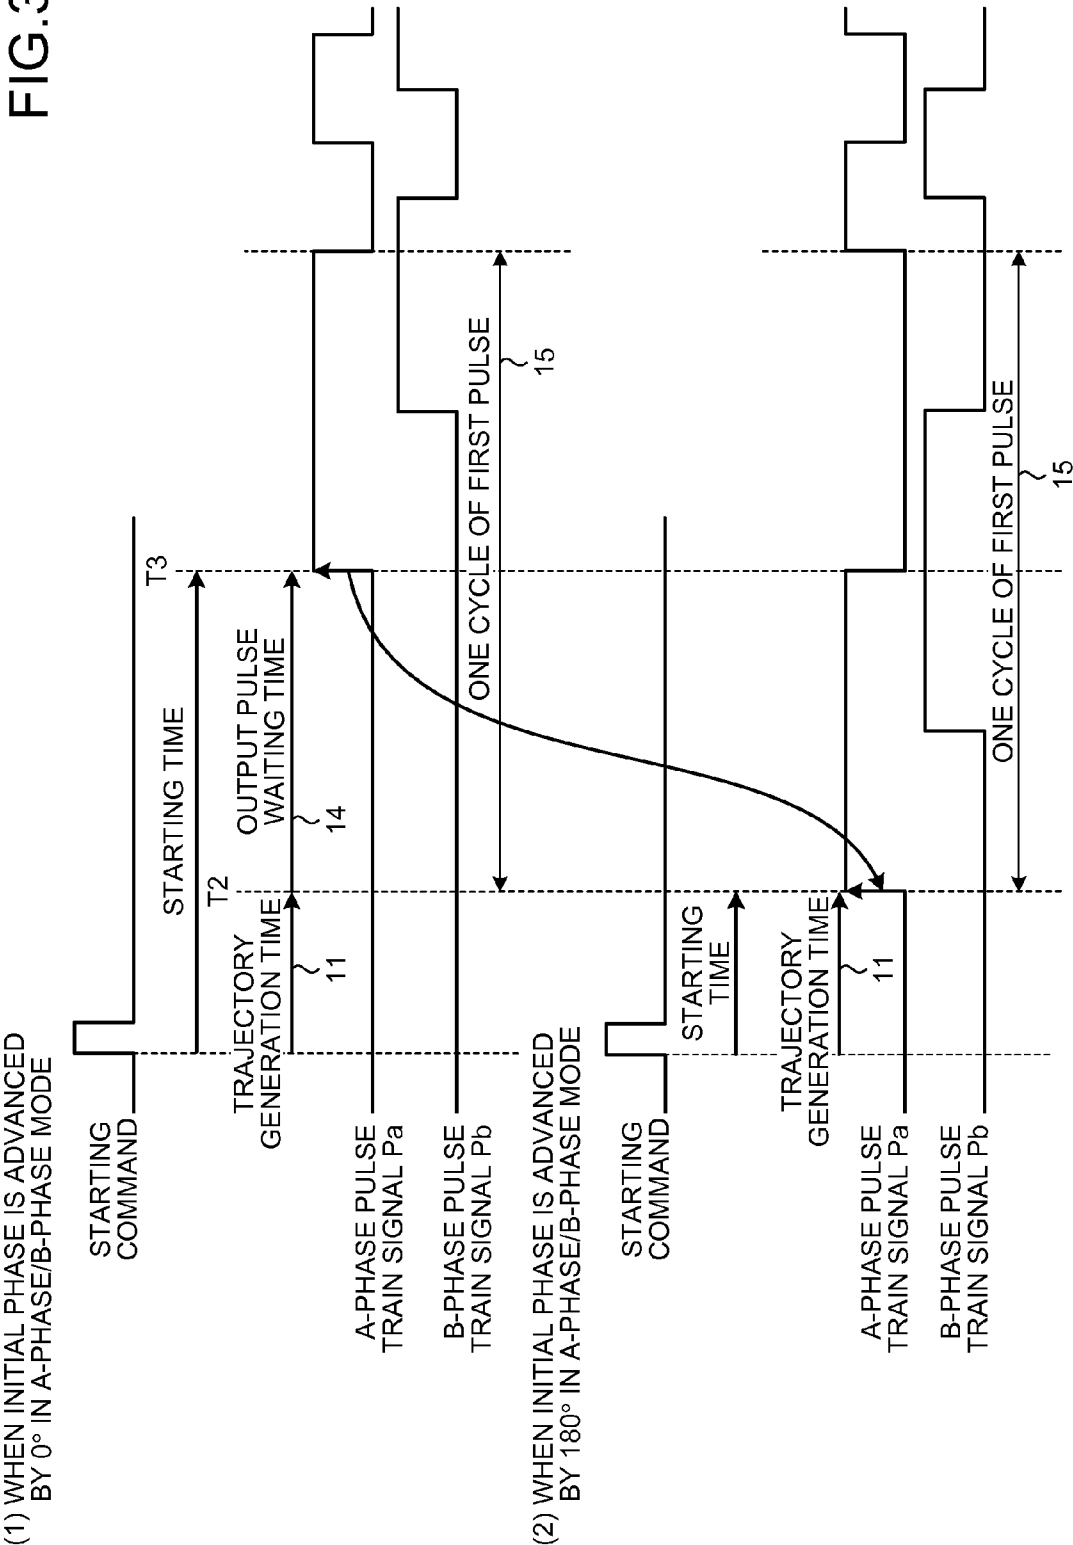 FIG.3
(1) WHEN INITIAL PHASE IS ADVANCED
BY 0° IN A-PHASE/B-PHASE MODE
STARTING
COMMAND
T3
STARTING TIME
T2
TRAJECTORY
GENERATION TIME
11
OUTPUT PULSE
WAITING TIME
14
A-PHASE PULSE
TRAIN SIGNAL Pa
B-PHASE PULSE
TRAIN SIGNAL Pb
ONE CYCLE OF FIRST PULSE
15
(2) WHEN INITIAL PHASE IS ADVANCED
BY 180° IN A-PHASE/B-PHASE MODE
STARTING
COMMAND
STARTING
TIME
TRAJECTORY
GENERATION TIME
11
A-PHASE PULSE
TRAIN SIGNAL Pa
B-PHASE PULSE
TRAIN SIGNAL Pb
ONE CYCLE OF FIRST PULSE
15